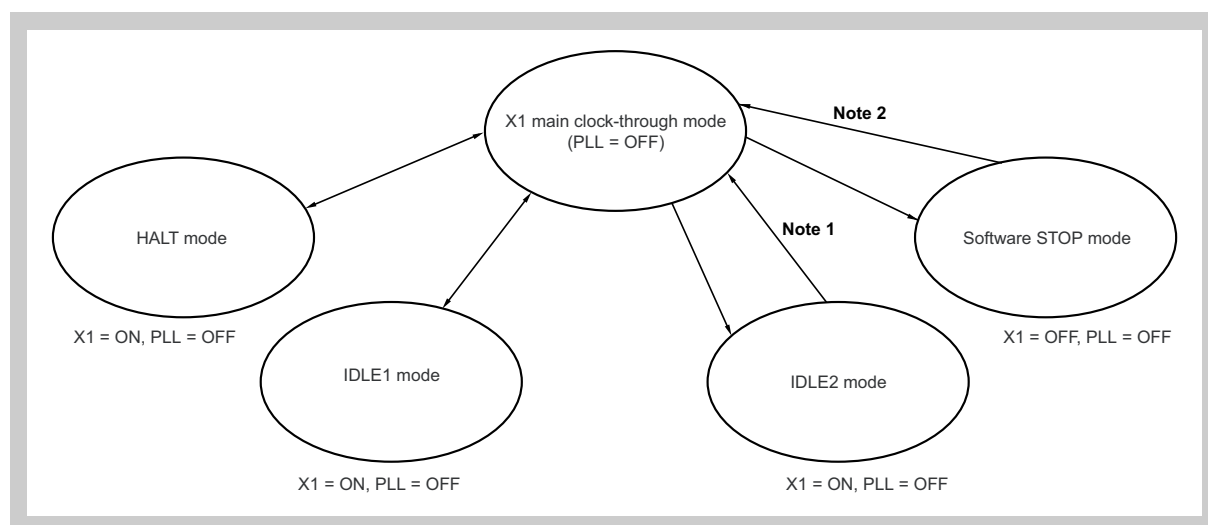 X1 main clock-through mode
(PLL = OFF)
Note 2
HALT mode
Note 1
Software STOP mode
X1 = ON, PLL = OFF
X1 = OFF, PLL = OFF
IDLE1 mode
IDLE2 mode
X1 = ON, PLL = OFF
X1 = ON, PLL = OFF